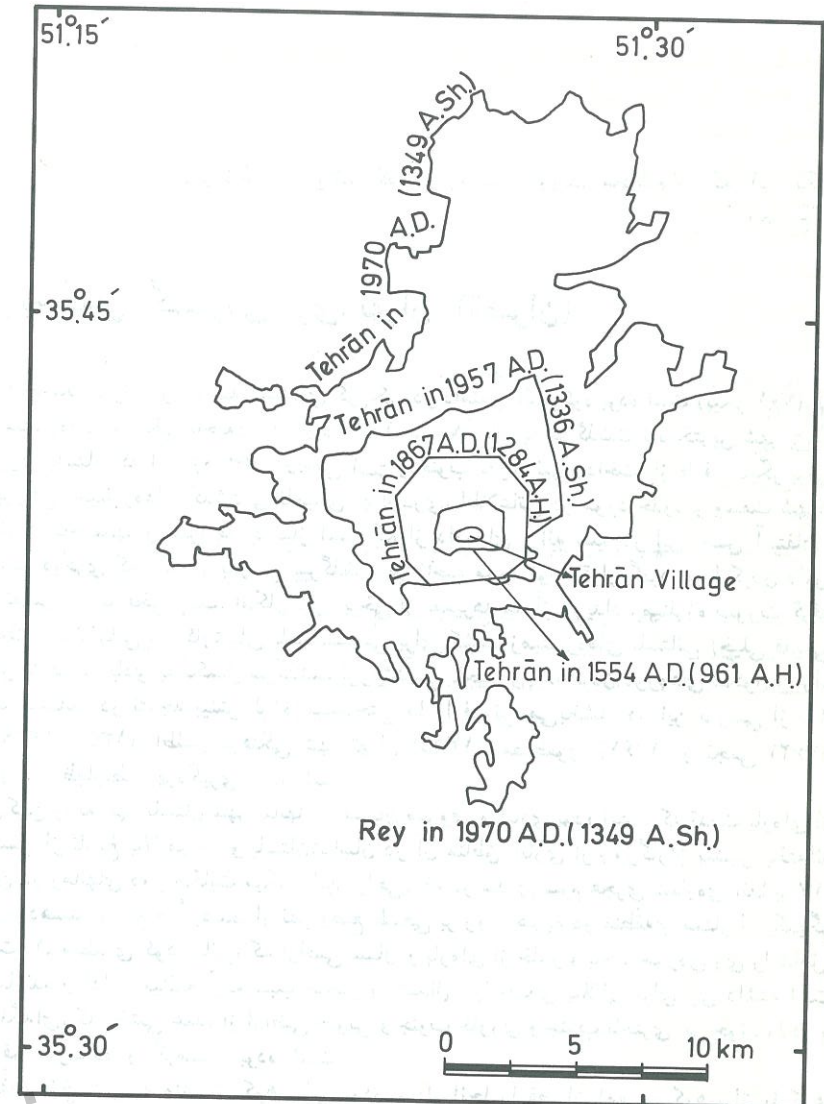 51°15´
51°30´
Tehrān in 1970 A.D. (1349 A.Sh.)
35°45´
Tehrān in 1957 A.D. (1336 A.Sh.)
Tehrān in 1867 A.D. (1284 A.H.)
Tehrān Village
Tehrān in 1554 A.D. (961 A.H.)
Rey in 1970 A.D. (1349 A.Sh.)
35°30´
0 5 10 km